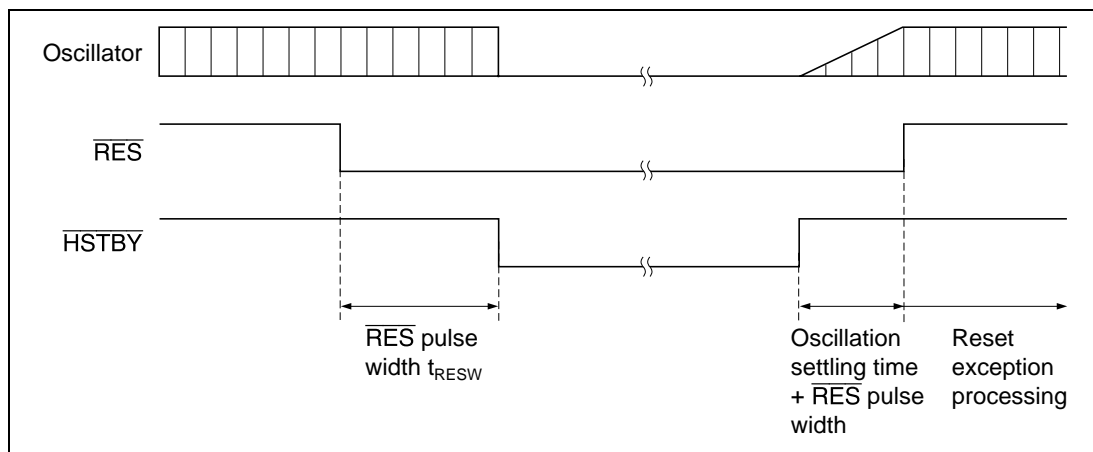 Oscillator
RES
HSTBY
RES pulse
width tRESW
Oscillation
settling time
+ RES pulse
width
Reset
exception
processing